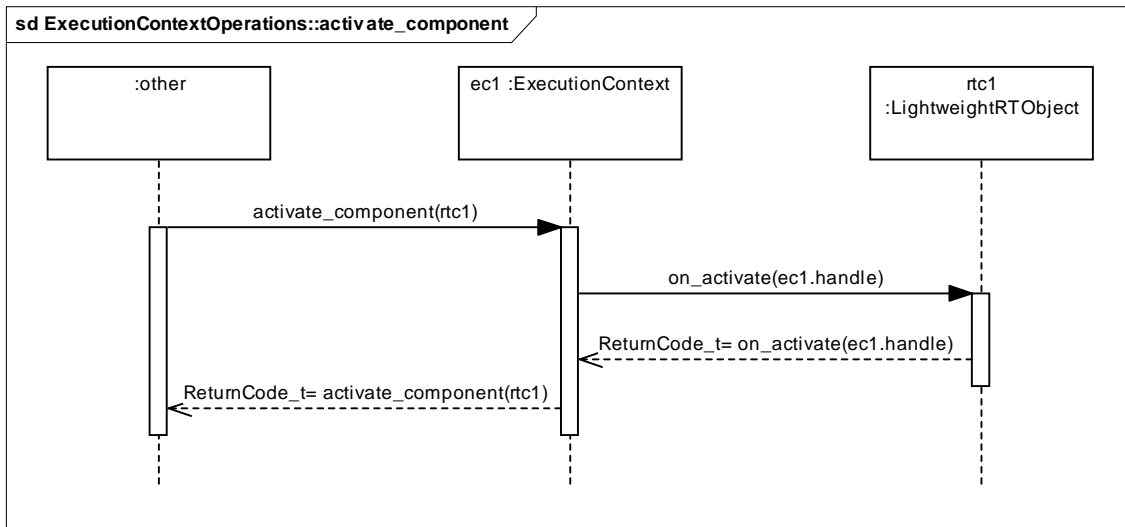 sd ExecutionContextOperations::activate_component
:other
ec1 :ExecutionContext
rtc1
:LightweightRTObject
activate_component(rtc1)
on_activate(ec1.handle)
ReturnCode_t= on_activate(ec1.handle)
ReturnCode_t= activate_component(rtc1)